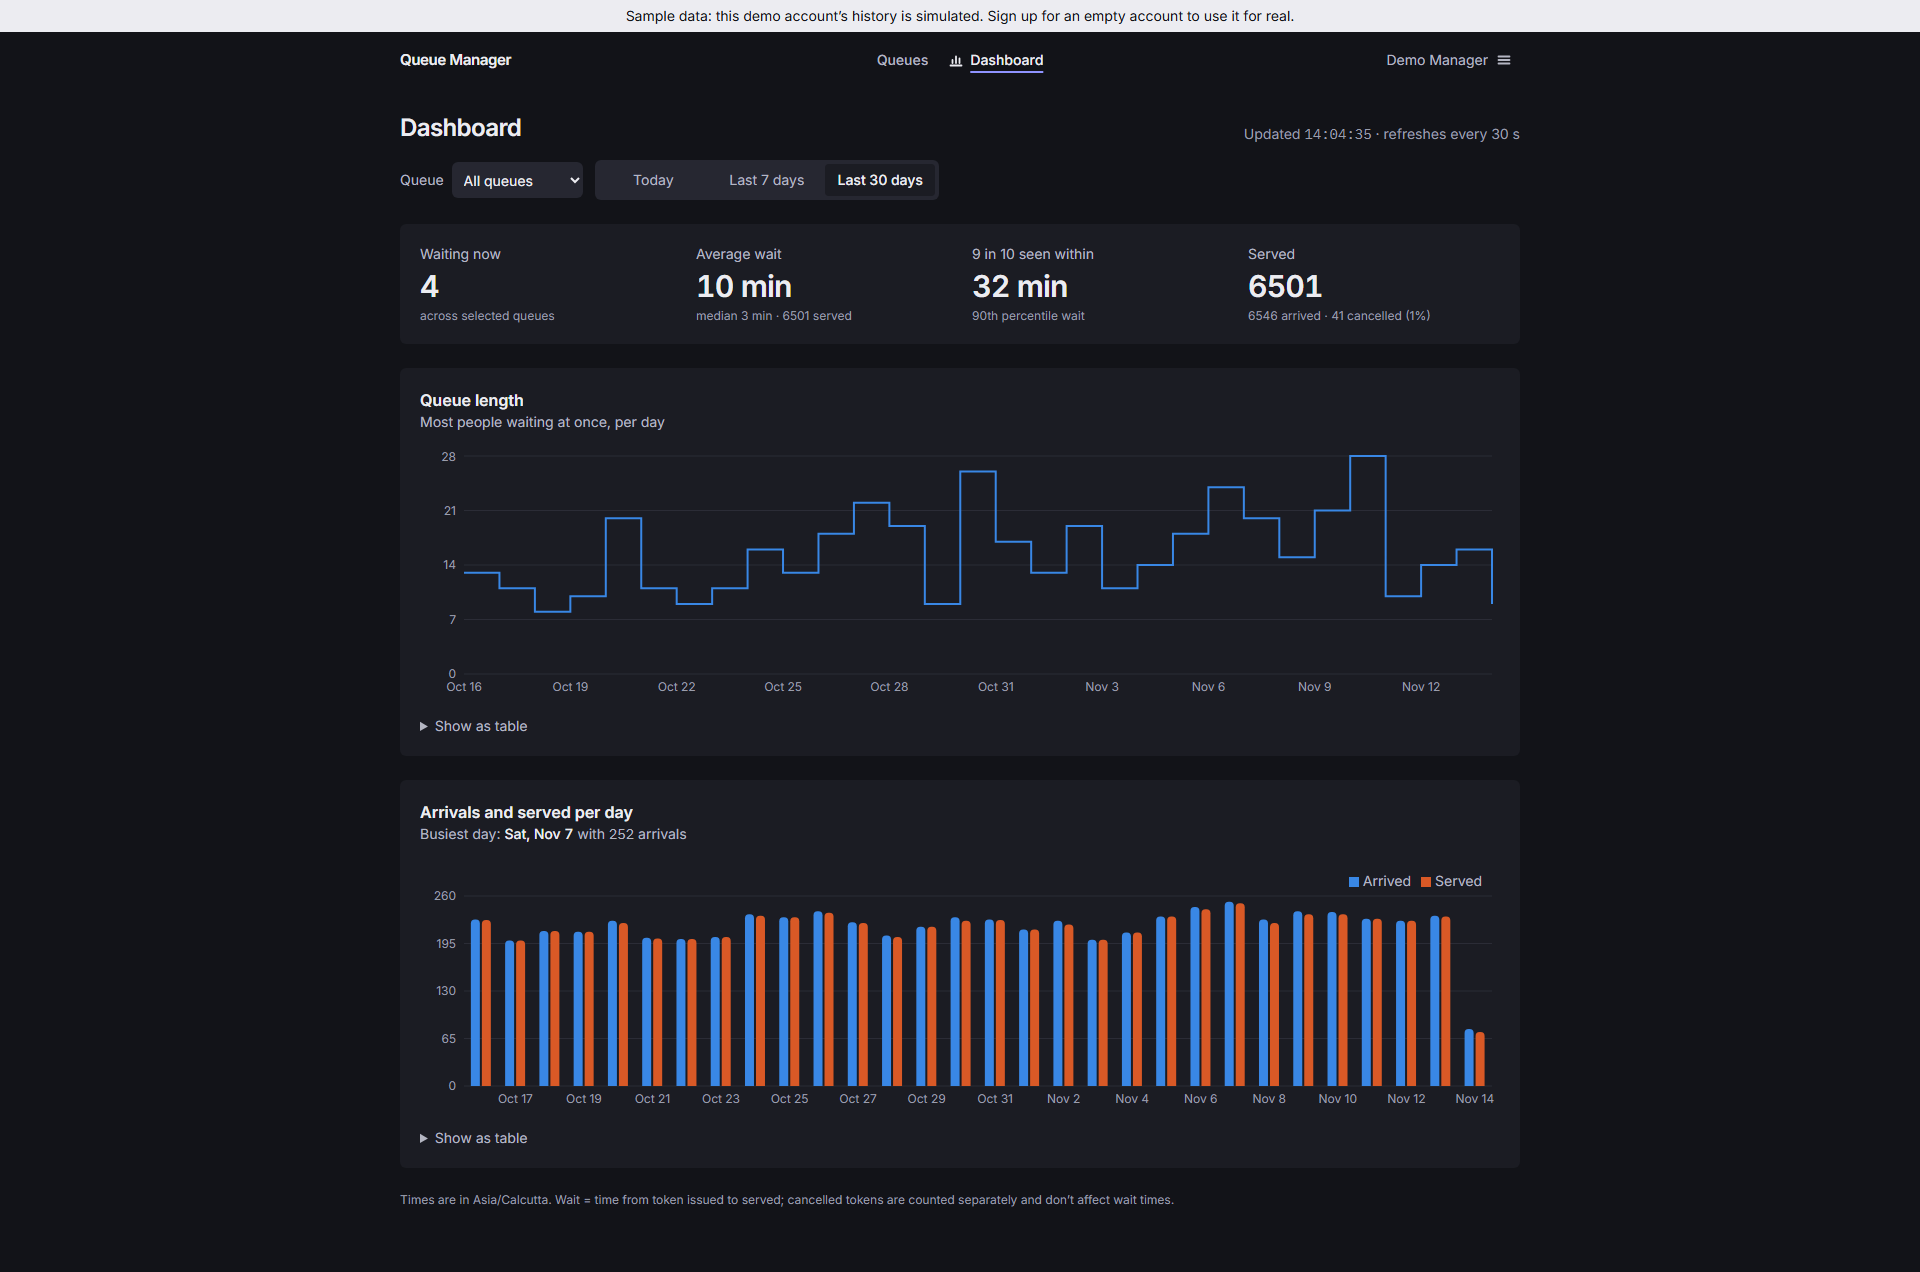 Sample data: this demo account’s history is simulated. Sign up for an empty account to use it for real.
Queue Manager
Queues
Dashboard
Demo Manager
Dashboard
Updated 14:04:35 · refreshes every 30 s
Queue
All queues
Today
Last 7 days
Last 30 days
Waiting now
4
across selected queues
Average wait
10 min
median 3 min · 6501 served
9 in 10 seen within
32 min
90th percentile wait
Served
6501
6546 arrived · 41 cancelled (1%)
Queue length
Most people waiting at once, per day
28
21
14
7
0
Oct 16 Oct 19 Oct 22 Oct 25 Oct 28 Oct 31 Nov 3 Nov 6 Nov 9 Nov 12
Show as table
Arrivals and served per day
Busiest day: Sat, Nov 7 with 252 arrivals
Arrived Served
260
195
130
65
0
Oct 17 Oct 19 Oct 21 Oct 23 Oct 25 Oct 27 Oct 29 Oct 31 Nov 2 Nov 4 Nov 6 Nov 8 Nov 10 Nov 12 Nov 14
Show as table
Times are in Asia/Calcutta. Wait = time from token issued to served; cancelled tokens are counted separately and don’t affect wait times.